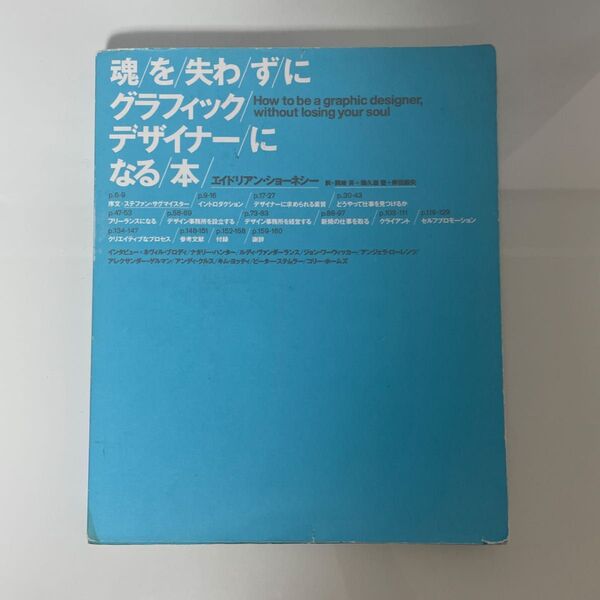 魂/を/失わ/ず/に
グラフィック/How to be a graphic designer,
without losing your soul
デザイナー/に
なる/本/エイドリアン・ショーネシー
p.6-9 p.9-16 p.17-27 p.30-43
序文/ステファン・サグマイスター イントロダクション/デザイナーに求められる資質 /どうやって仕事を見つけるか
p.47-53 p.58-69 p.73-83 p.88-97 p.103-111 p.119-129
フリーランスになる/デザイン事務所を設立する /デザイン事務所を経営する/新規の仕事を取る /クライアント/セルフプロモーション
p.134-147 p.148-151 p.152-158 p.159-160
クリエイティブなプロセス/参考文献/付録 /謝辞
インタビュー:ネヴィル・ブロディ/ナタリー・ハンター/ルディ・ヴァンダーランス/ジョン・ワーウィッカー/アンジェラ・ローレンツ/
アレクサンダー・ゲルマン/アンディ・クルス/キム・ヨッティ/ピーター・ステムラー/コリー・ホームズ